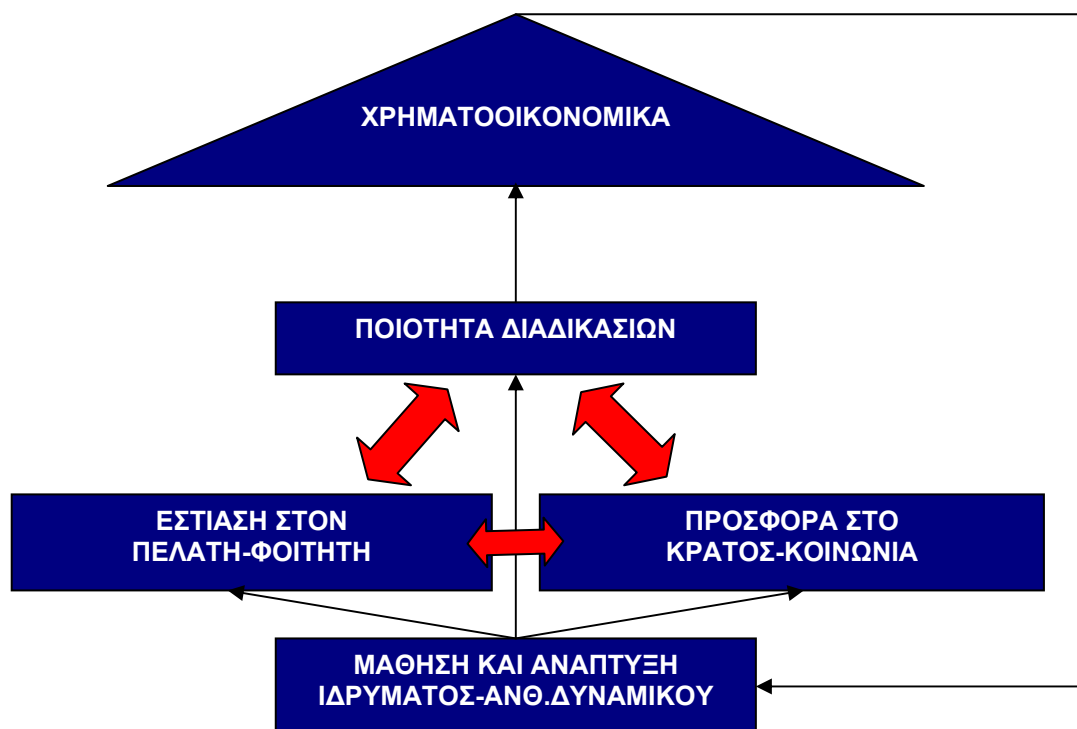 ΧΡΗΜΑΤΟΟΙΚΟΝΟΜΙΚΑ
ΠΟΙΟΤΗΤΑ ΔΙΑΔΙΚΑΣΙΩΝ
ΕΣΤΙΑΣΗ ΣΤΟΝ
ΠΕΛΑΤΗ-ΦΟΙΤΗΤΗ
ΠΡΟΣΦΟΡΑ ΣΤΟ
ΚΡΑΤΟΣ-ΚΟΙΝΩΝΙΑ
ΜΑΘΗΣΗ ΚΑΙ ΑΝΑΠΤΥΞΗ
ΙΔΡΥΜΑΤΟΣ-ΑΝΘ.ΔΥΝΑΜΙΚΟΥ